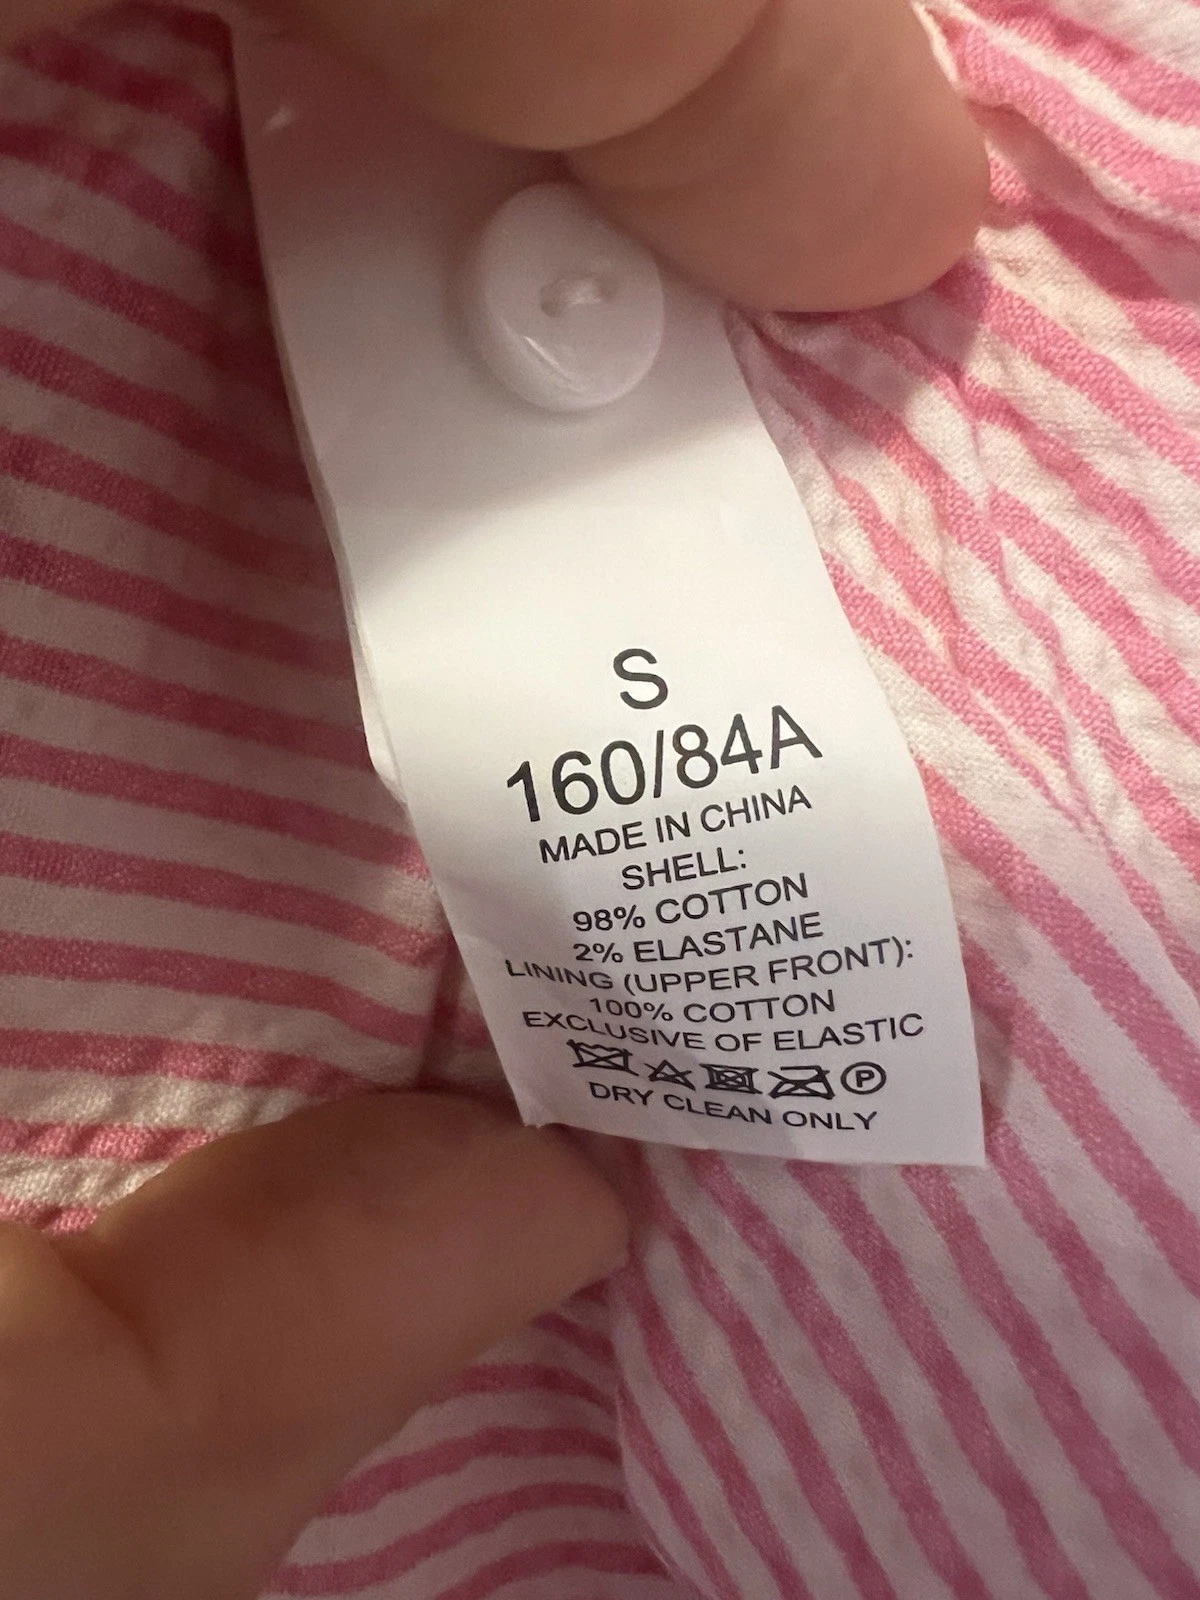 S
160/84A
MADE IN CHINA
SHELL:
98% COTTON
2% ELASTANE
LINING (UPPER FRONT):
100% COTTON
EXCLUSIVE OF ELASTIC
P
DRY CLEAN ONLY